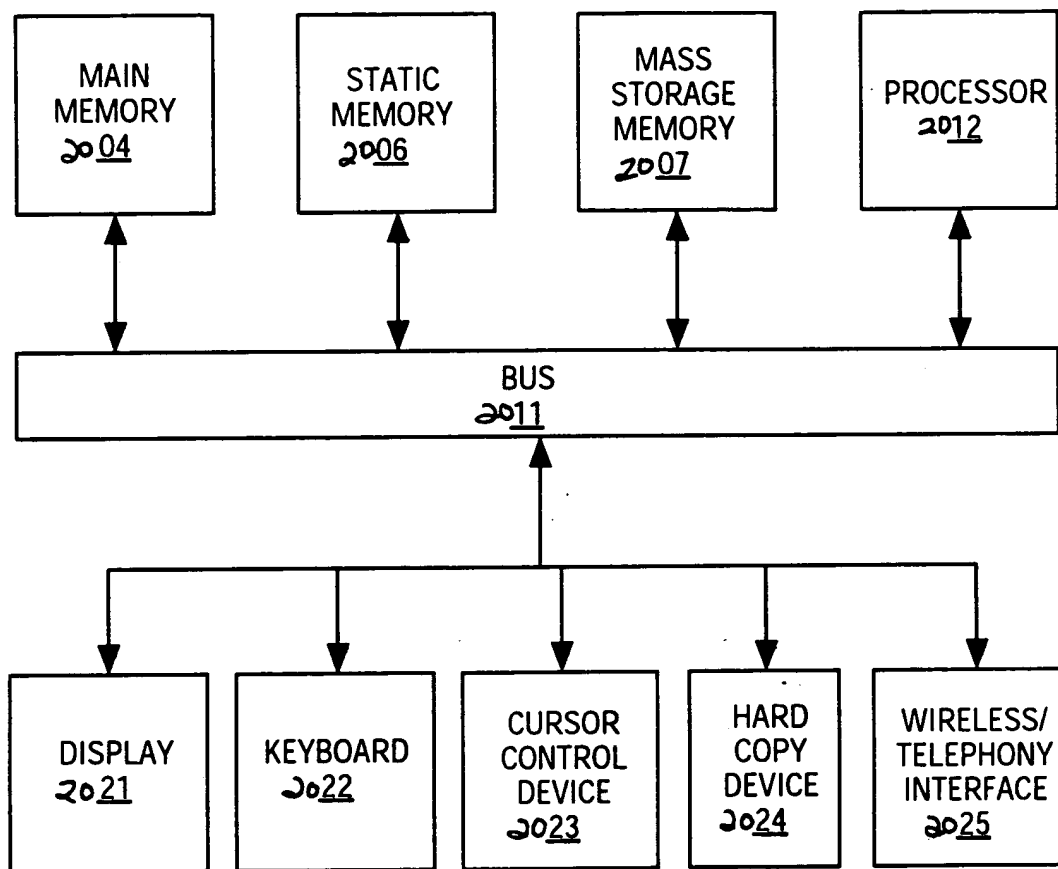 MAIN
MEMORY
2004
STATIC
MEMORY
2006
MASS
STORAGE
MEMORY
2007
PROCESSOR
2012
BUS
2011
DISPLAY
2021
KEYBOARD
2022
CURSOR
CONTROL
DEVICE
2023
HARD
COPY
DEVICE
2024
WIRELESS/
TELEPHONY
INTERFACE
2025